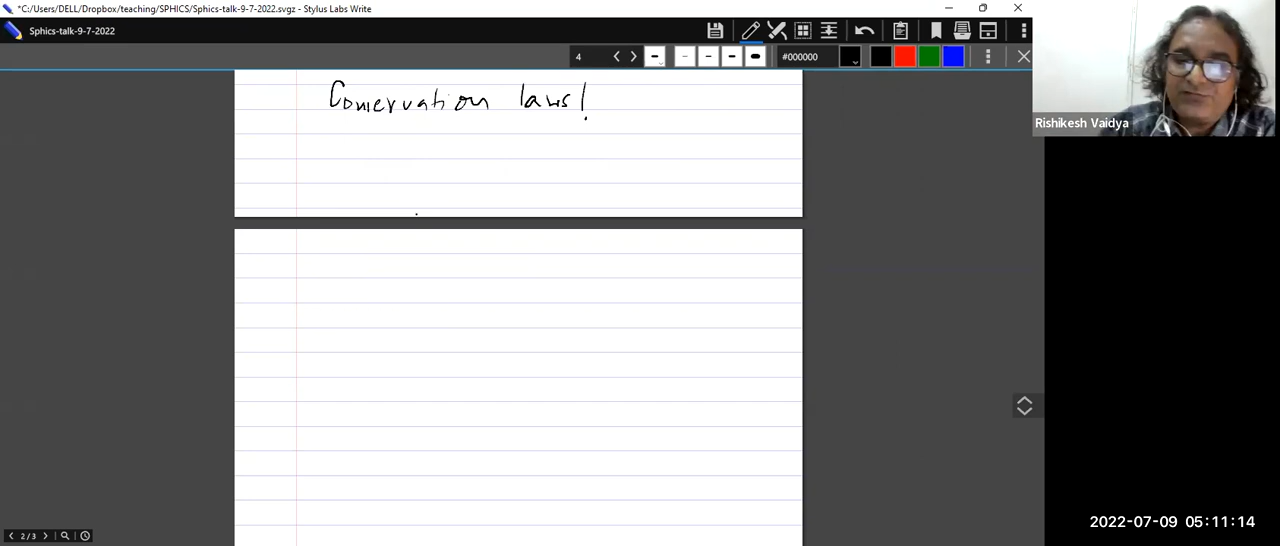 *C:/Users/DELL/Dropbox/teaching/SPHICS/Sphics-talk-9-7-2022.svgz - Stylus Labs Write
Sphics-talk-9-7-2022
4
#000000
Conservation laws!
Rishikesh Vaidya
2/3
2022-07-09 05:11:14